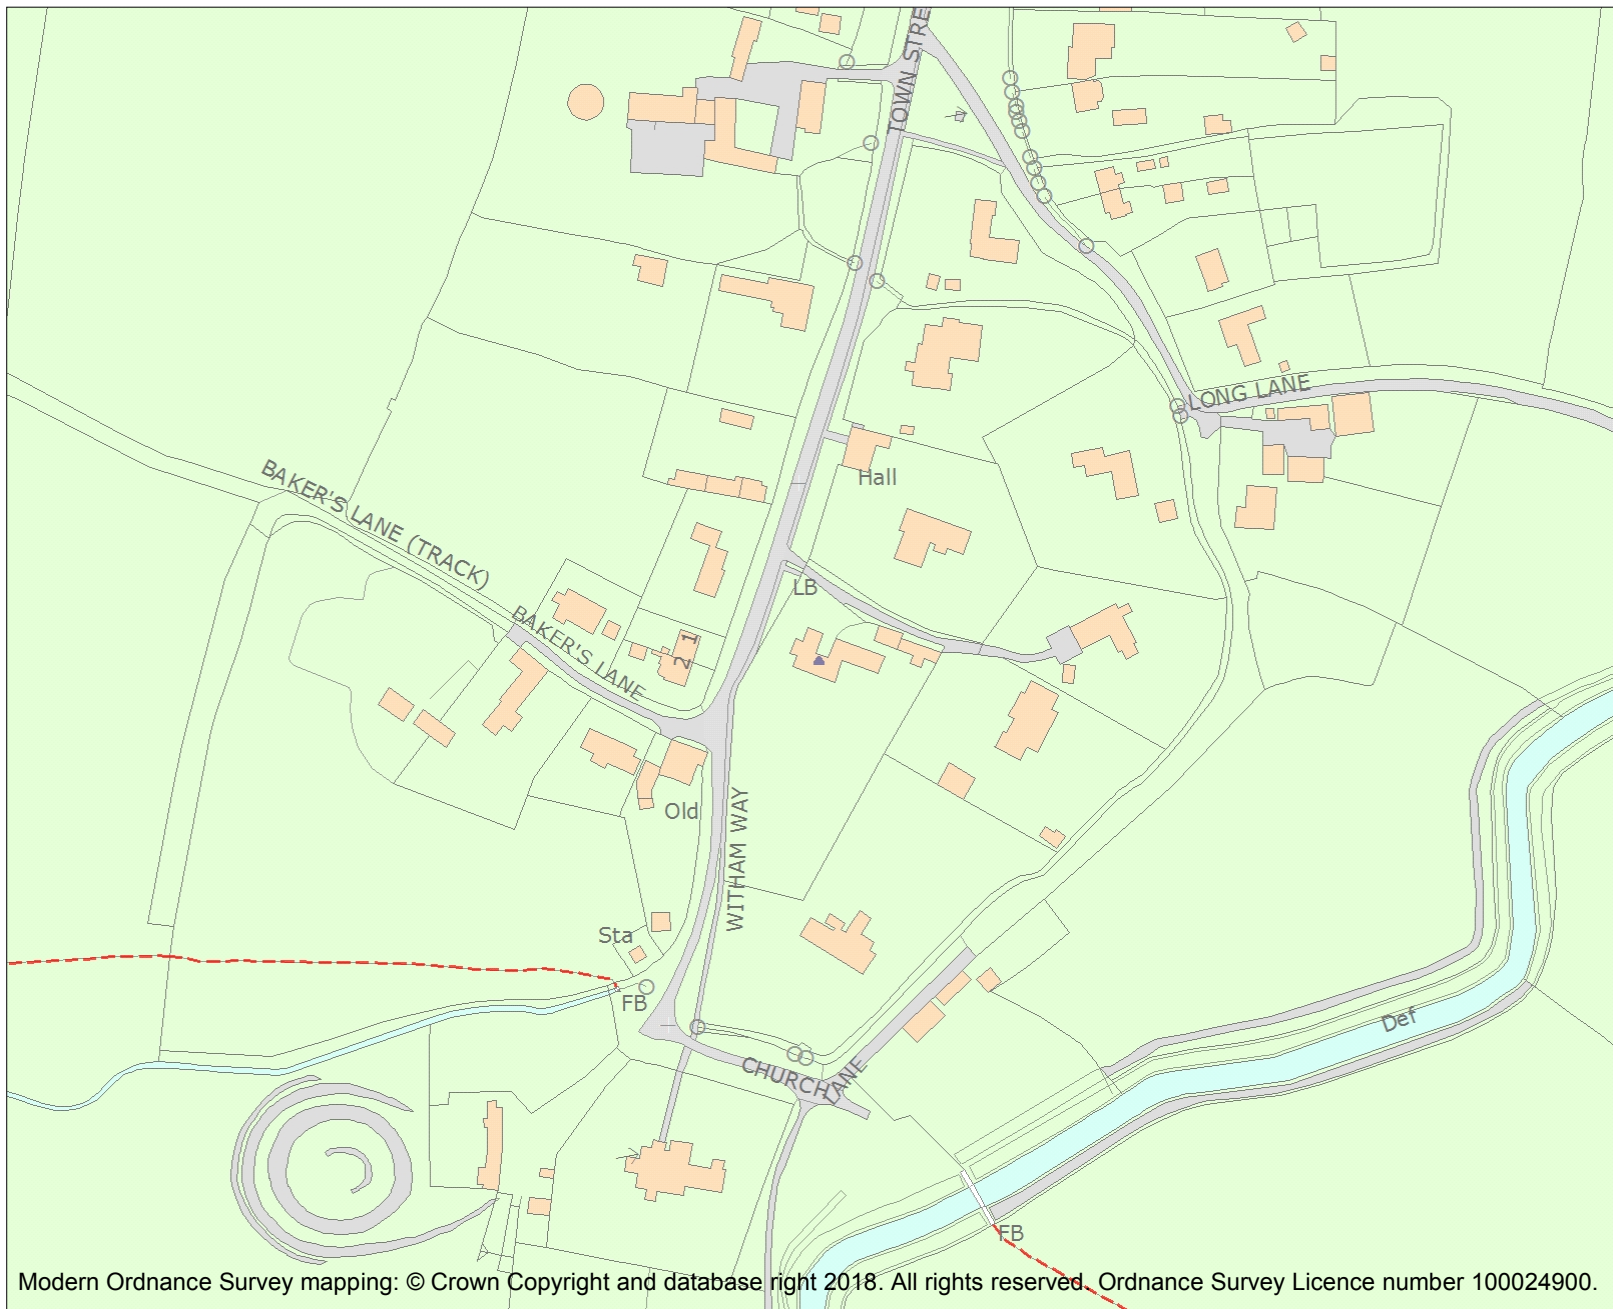 TOWN STRE
LONG LANE
BAKER'S LANE (TRACK)
Hall
LB
BAKER'S LANE
1
2
Old
WITHAM WAY
Sta
FB
Def
CHURCH
LANE
FB
Modern Ordnance Survey mapping: © Crown Copyright and database right 2018. All rights reserved. Ordnance Survey Licence number 100024900.